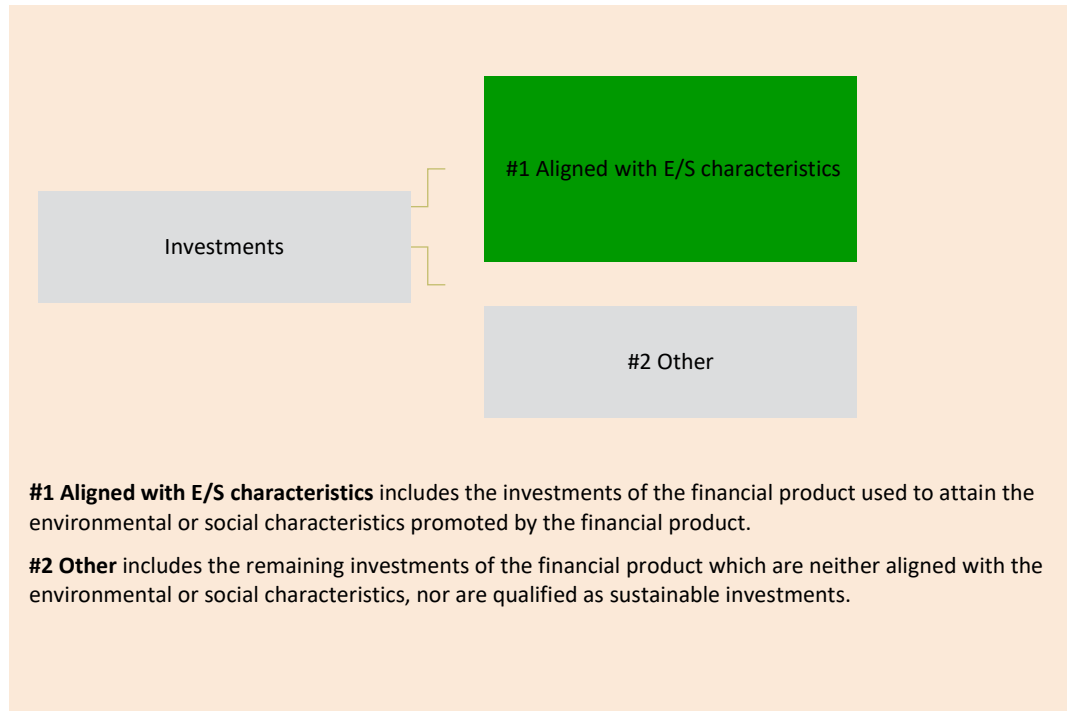 #1 Aligned with E/S characteristics
Investments
#2 Other
#1 Aligned with E/S characteristics includes the investments of the financial product used to attain the
environmental or social characteristics promoted by the financial product.
#2 Other includes the remaining investments of the financial product which are neither aligned with the
environmental or social characteristics, nor are qualified as sustainable investments.